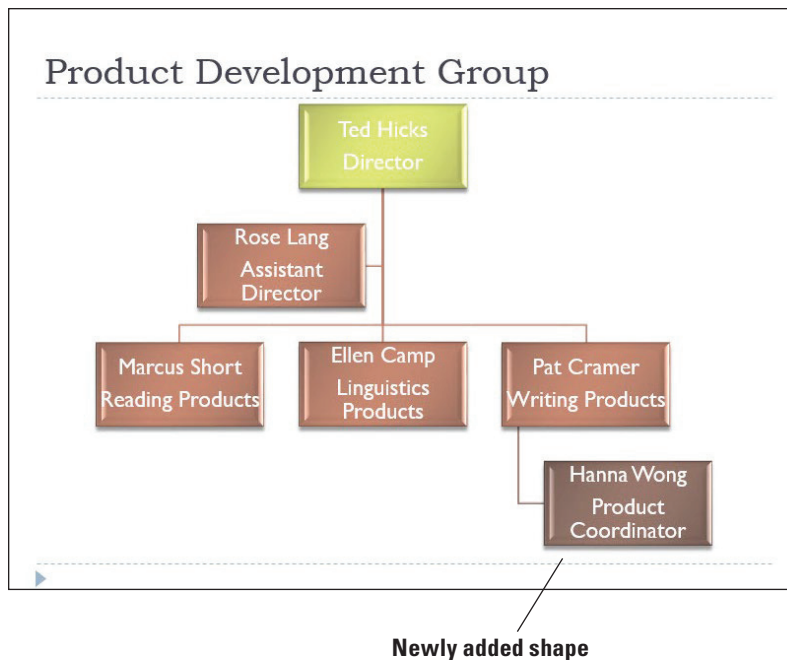 Product Development Group
Ted Hicks
Director
Rose Lang
Assistant
Director
Marcus Short
Reading Products
Ellen Camp
Linguistics
Products
Pat Cramer
Writing Products
Hanna Wong
Product
Coordinator
Newly added shape